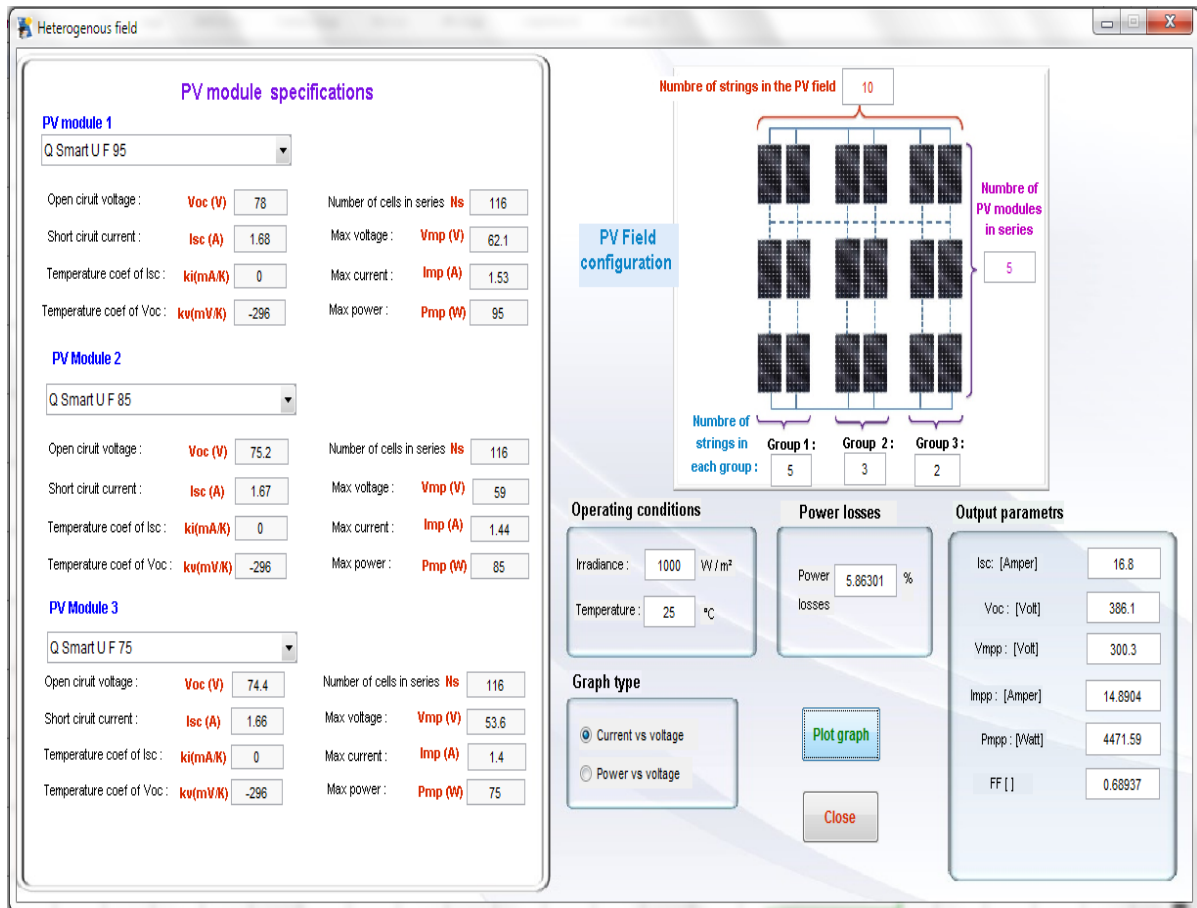 Heterogenous field
PV module specifications
PV module 1
Q Smart U F 95
Open ciruit voltage : Voc (V) 78 Number of cells in series Ns 116
Short ciruit current : Isc (A) 1.68 Max voltage : Vmp (V) 62.1
Temperature coef of Isc : ki(mA/K) 0 Max current : Imp (A) 1.53
Temperature coef of Voc : kv(mV/K) -296 Max power : Pmp (W) 95
PV Module 2
Q Smart U F 85
Open ciruit voltage : Voc (V) 75.2 Number of cells in series Ns 116
Short ciruit current : Isc (A) 1.67 Max voltage : Vmp (V) 59
Temperature coef of Isc : ki(mA/K) 0 Max current : Imp (A) 1.44
Temperature coef of Voc : kv(mV/K) -296 Max power : Pmp (W) 85
PV Module 3
Q Smart U F 75
Open ciruit voltage : Voc (V) 74.4 Number of cells in series Ns 116
Short ciruit current : Isc (A) 1.66 Max voltage : Vmp (V) 53.6
Temperature coef of Isc : ki(mA/K) 0 Max current : Imp (A) 1.4
Temperature coef of Voc : kv(mV/K) -296 Max power : Pmp (W) 75
Numbre of strings in the PV field 10
PV Field
configuration
Numbre of
PV modules
in series
5
Numbre of
strings in
each group :
Group 1 : Group 2 : Group 3 :
5 3 2
Operating conditions
Irradiance : 1000 W / m²
Temperature : 25 °C
Power losses
Power
losses
5.86301 %
Output parametrs
Isc: [Amper] 16.8
Voc : [Volt] 386.1
Vmpp : [Volt] 300.3
Impp : [Amper] 14.8904
Pmpp : [Watt] 4471.59
FF [ ] 0.68937
Graph type
Current vs voltage
Power vs voltage
Plot graph
Close